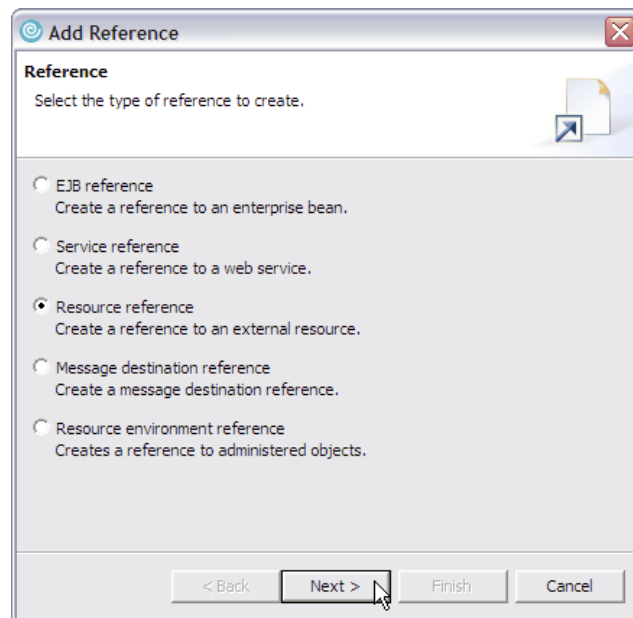 Add Reference
Reference
Select the type of reference to create.
EJB reference
Create a reference to an enterprise bean.
Service reference
Create a reference to a web service.
Resource reference
Create a reference to an external resource.
Message destination reference
Create a message destination reference.
Resource environment reference
Creates a reference to administered objects.
< Back Next > Finish Cancel